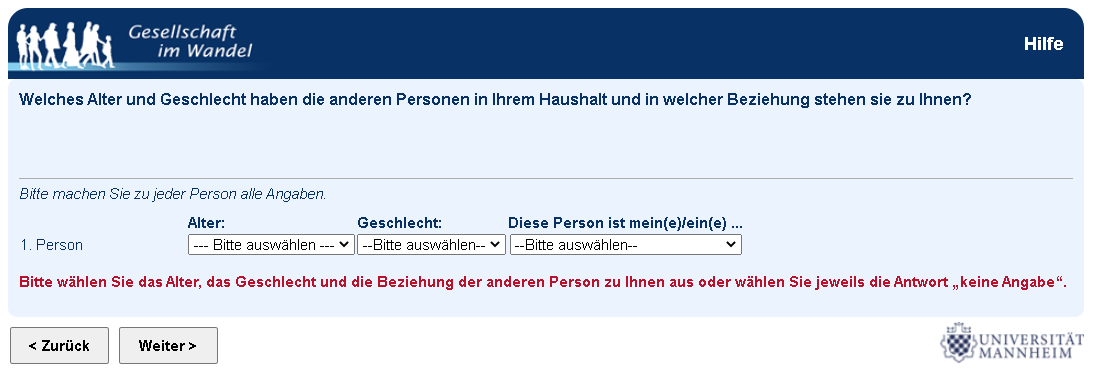 Gesellschaft
im Wandel
Hilfe
Welches Alter und Geschlecht haben die anderen Personen in Ihrem Haushalt und in welcher Beziehung stehen sie zu Ihnen?
Bitte machen Sie zu jeder Person alle Angaben.
Alter: Geschlecht: Diese Person ist mein(e)/ein(e) ...
1. Person --- Bitte auswählen --- --Bitte auswählen-- --Bitte auswählen--
Bitte wählen Sie das Alter, das Geschlecht und die Beziehung der anderen Person zu Ihnen aus oder wählen Sie jeweils die Antwort „keine Angabe“.
< Zurück Weiter >
UNIVERSITÄT
MANNHEIM